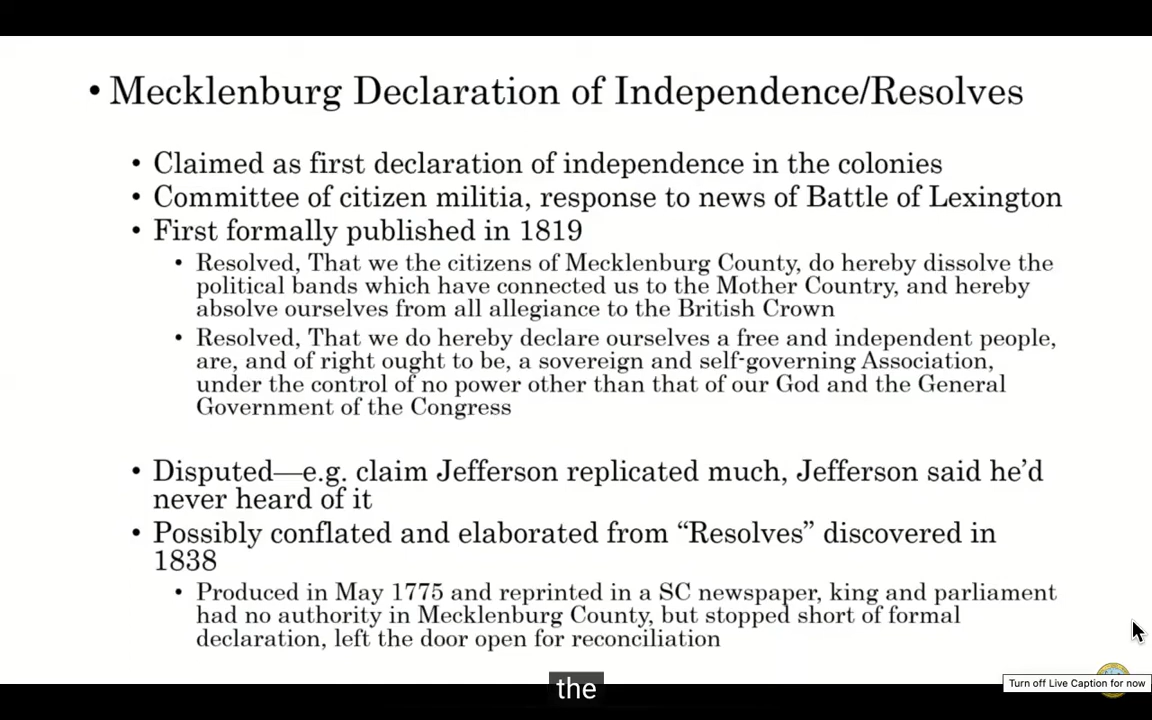 • Mecklenburg Declaration of Independence/Resolves
• Claimed as first declaration of independence in the colonies
• Committee of citizen militia, response to news of Battle of Lexington
• First formally published in 1819
• Resolved, That we the citizens of Mecklenburg County, do hereby dissolve the
political bands which have connected us to the Mother Country, and hereby
absolve ourselves from all allegiance to the British Crown
• Resolved, That we do hereby declare ourselves a free and independent people,
are, and of right ought to be, a sovereign and self-governing Association,
under the control of no power other than that of our God and the General
Government of the Congress
• Disputed—e.g. claim Jefferson replicated much, Jefferson said he’d
never heard of it
• Possibly conflated and elaborated from “Resolves” discovered in
1838
• Produced in May 1775 and reprinted in a SC newspaper, king and parliament
had no authority in Mecklenburg County, but stopped short of formal
declaration, left the door open for reconciliation
the
Turn off Live Caption for now